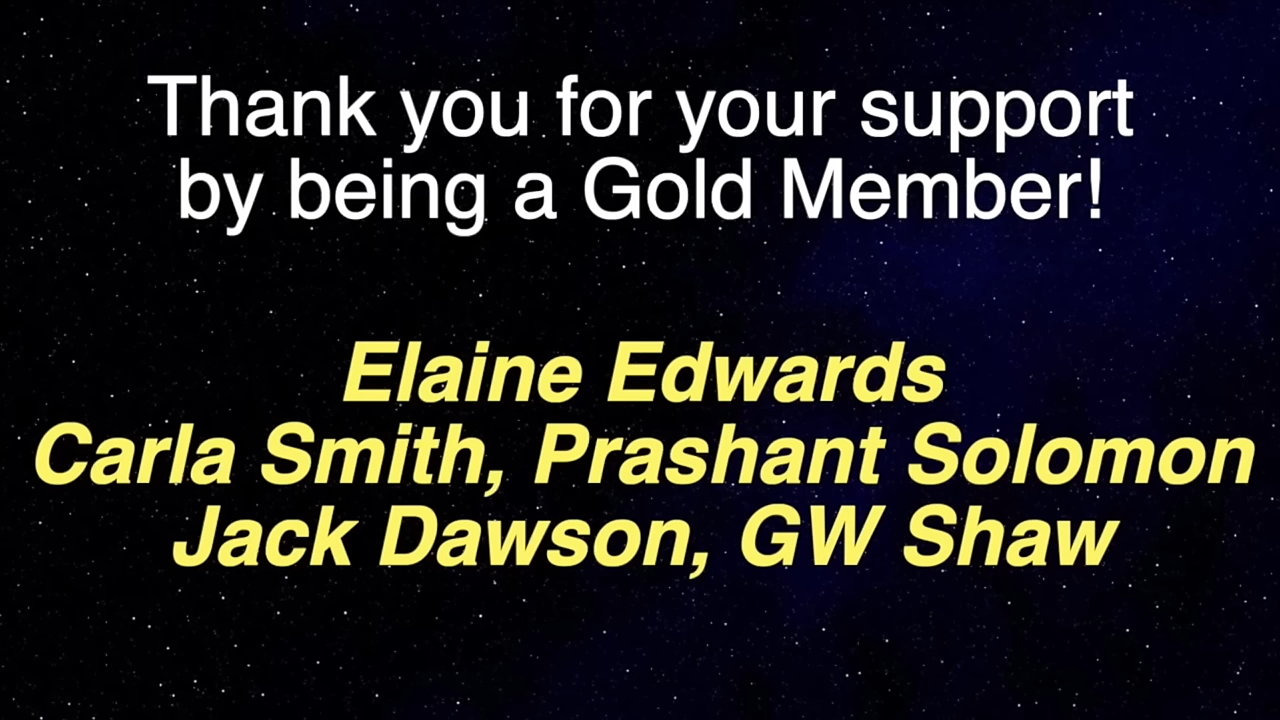 Thank you for your support
by being a Gold Member!
Elaine Edwards
Carla Smith, Prashant Solomon
Jack Dawson, GW Shaw